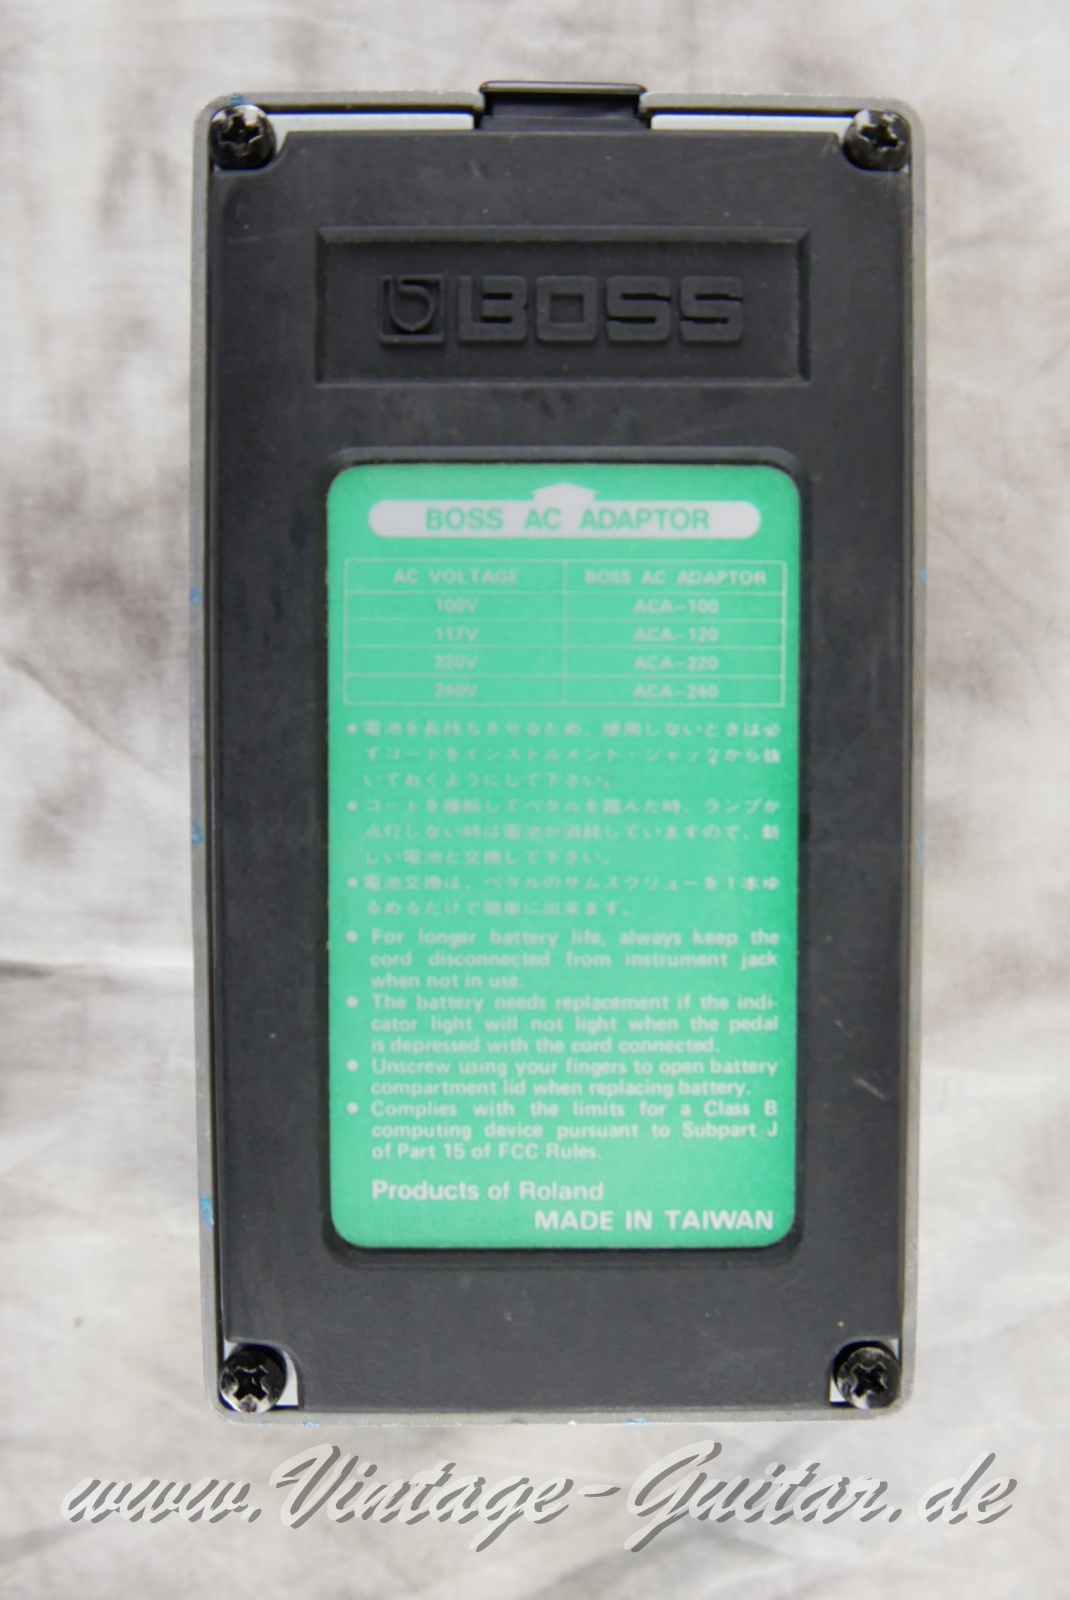 BOSS
BOSS AC ADAPTOR
AC VOLTAGE BOSS AC ADAPTOR
100V ACA-100
117V ACA-120
220V ACA-220
240V ACA-240
●電池を長持ちさせるため、使用しないときは必
ずコードをインストルメント・ジャックから抜
いておくようにして下さい。
●コードを接続してペタルを踏んだ時、ランプが
点灯しない時は電池が消耗していますので、新
しい電池と交換して下さい。
●電池交換は、ペタルのサムスクリューを1本ゆ
るめるだけで簡単に出来ます。
● For longer battery life, always keep the
cord disconnected from instrument jack
when not in use.
● The battery needs replacement if the indi-
cator light will not light when the pedal
is depressed with the cord connected.
● Unscrew using your fingers to open battery
compartment lid when replacing battery.
● Complies with the limits for a Class B
computing device pursuant to Subpart J
of Part 15 of FCC Rules.
Products of Roland
MADE IN TAIWAN
www.Vintage-Guitar.de